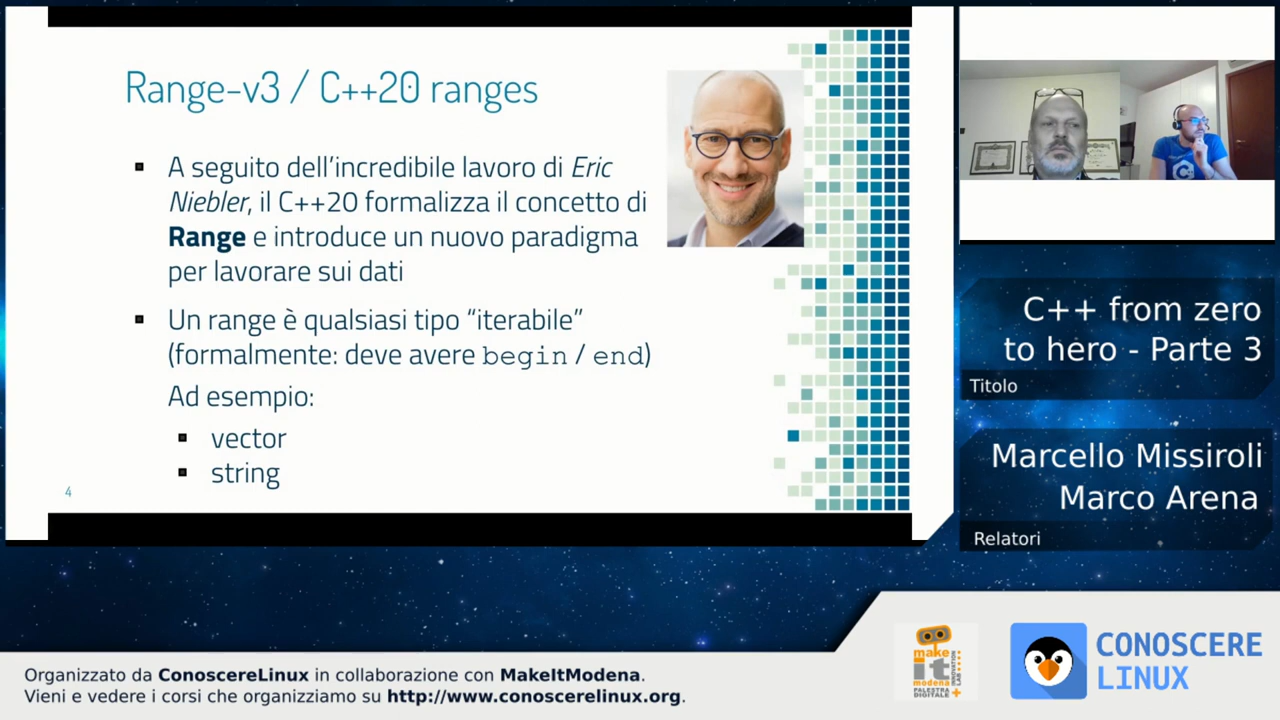 Range-v3 / C++20 ranges
A seguito dell'incredibile lavoro di Eric
Niebler, il C++20 formalizza il concetto di
Range e introduce un nuovo paradigma
per lavorare sui dati
Un range è qualsiasi tipo “iterabile”
(formalmente: deve avere begin / end)
Ad esempio:
vector
string
4
C++ from zero
to hero - Parte 3
Titolo
Marcello Missiroli
Marco Arena
Relatori
make
it
modena
PALESTRA
DIGITALE
CONOSCERE
LINUX
Organizzato da ConoscereLinux in collaborazione con MakeItModena.
Vieni e vedere i corsi che organizziamo su http://www.conoscerelinux.org.